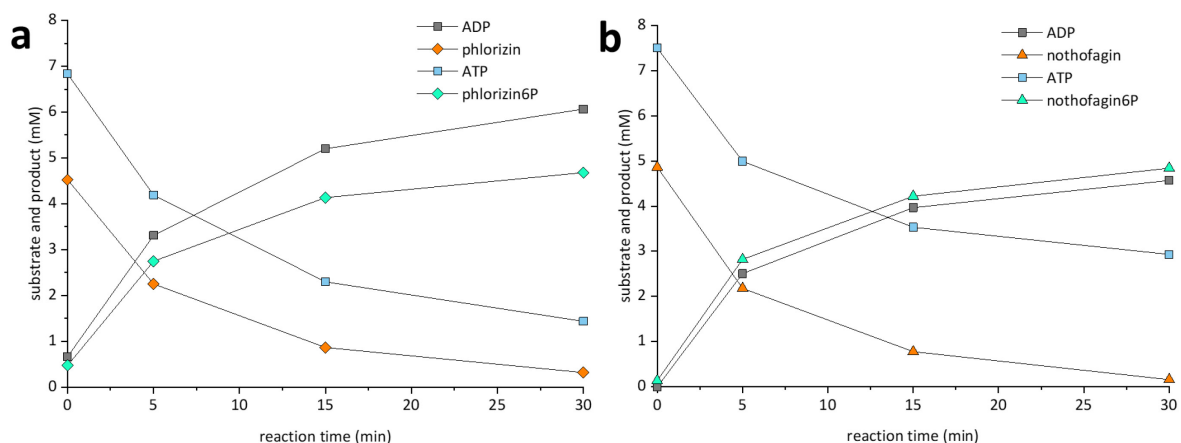 a
ADP
phlorizin
ATP
phlorizin6P
substrate and product (mM)
8
7
6
5
4
3
2
1
0
0 5 10 15 20 25 30
reaction time (min)
b
ADP
nothofagin
ATP
nothofagin6P
substrate and product (mM)
8
7
6
5
4
3
2
1
0
0 5 10 15 20 25 30
reaction time (min)